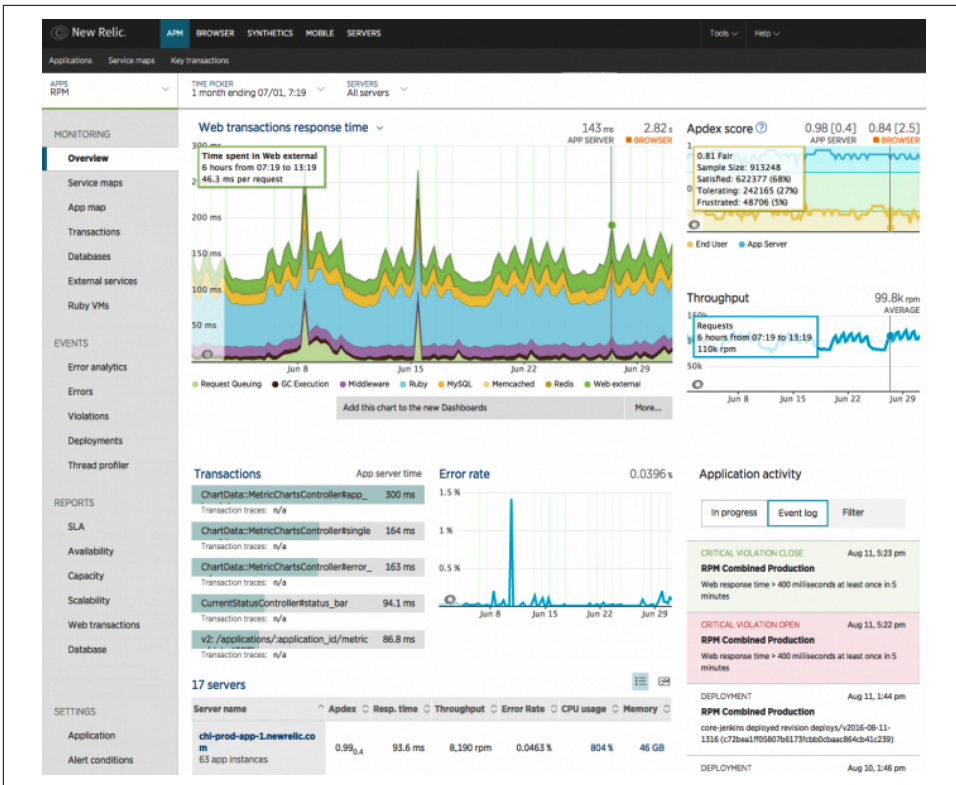 New Relic.
APM BROWSER SYNTHETICS MOBILE SERVERS
Tools Help
Applications Service maps Key transactions
APPS
RPM
TIME PICKER
1 month ending 07/01, 7:19
SERVERS
All servers
MONITORING
Overview
Service maps
App map
Transactions
Databases
External services
Ruby VMs
EVENTS
Error analytics
Errors
Violations
Deployments
Thread profiler
REPORTS
SLA
Availability
Capacity
Scalability
Web transactions
Database
SETTINGS
Application
Alert conditions
Web transactions response time
143 ms
APP SERVER
2.82 s
BROWSER
300 ms
Time spent in Web external
6 hours from 07:19 to 13:19
46.3 ms per request
200 ms
150 ms
100 ms
50 ms
Jun 8 Jun 15 Jun 22 Jun 29
Request Queuing GC Execution Middleware Ruby MySQL Memcached Redis Web external
Add this chart to the new Dashboards More...
Apdex score
0.98 [0.4]
APP SERVER
0.84 [2.5]
BROWSER
1
0.81 Fair
Sample Size: 913248
Satisfied: 622377 (68%)
Tolerating: 242165 (27%)
Frustrated: 48706 (5%)
End User App Server
Throughput
99.8k rpm
AVERAGE
150k
Requests
6 hours from 07:19 to 13:19
110k rpm
50k
Jun 8 Jun 15 Jun 22 Jun 29
Transactions App server time
ChartData::MetricChartsController#app_ 300 ms
Transaction traces: n/a
ChartData::MetricChartsController#single 164 ms
Transaction traces: n/a
ChartData::MetricChartsController#error_ 163 ms
Transaction traces: n/a
CurrentStatusController#status_bar 94.1 ms
Transaction traces: n/a
v2: /applications/:application_id/metric 86.8 ms
Transaction traces: n/a
Error rate 0.0396 %
1.5 %
1 %
0.5 %
Jun 8 Jun 15 Jun 22 Jun 29
Application activity
In progress Event log Filter
CRITICAL VIOLATION CLOSE Aug 11, 5:23 pm
RPM Combined Production
Web response time > 400 milliseconds at least once in 5
minutes
CRITICAL VIOLATION OPEN Aug 11, 5:22 pm
RPM Combined Production
Web response time > 400 milliseconds at least once in 5
minutes
DEPLOYMENT Aug 11, 1:44 pm
RPM Combined Production
core-jenkins deployed revision deploys/v2016-08-11-
1316 (c72bea1ff05807b6173fcbb0cbaac864cb41c239)
DEPLOYMENT Aug 10, 1:46 pm
17 servers
Server name Apdex Resp. time Throughput Error Rate CPU usage Memory
chi-prod-app-1.newrelic.co
m
63 app instances
0.99 0.4 93.6 ms 8,190 rpm 0.0463 % 804 % 46 GB